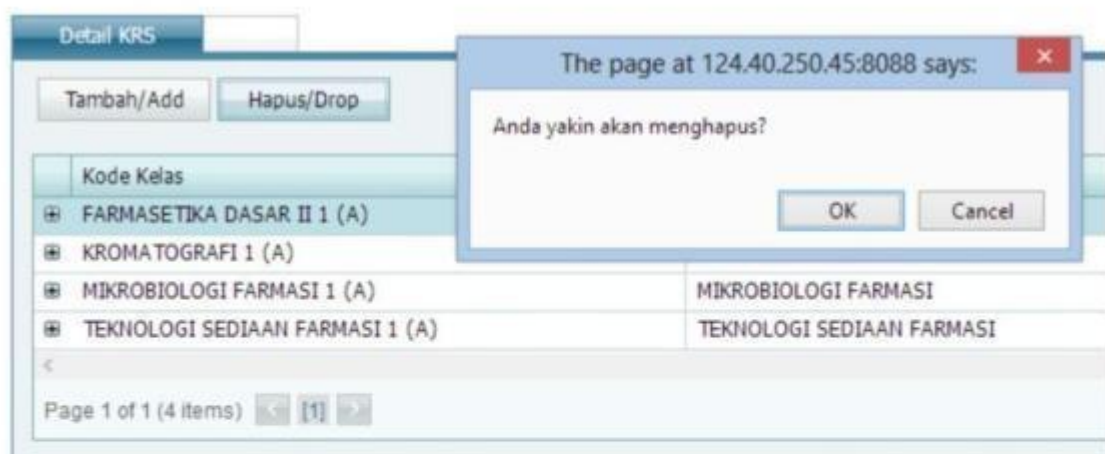 Detail KRS
The page at 124.40.250.45:8088 says:
Tambah/Add Hapus/Drop
Anda yakin akan menghapus?
OK Cancel
Kode Kelas
FARMASETIKA DASAR II 1 (A)
KROMATOGRAFI 1 (A)
MIKROBIOLOGI FARMASI 1 (A) MIKROBIOLOGI FARMASI
TEKNOLOGI SEDIAAN FARMASI 1 (A) TEKNOLOGI SEDIAAN FARMASI
Page 1 of 1 (4 items) < [1] >